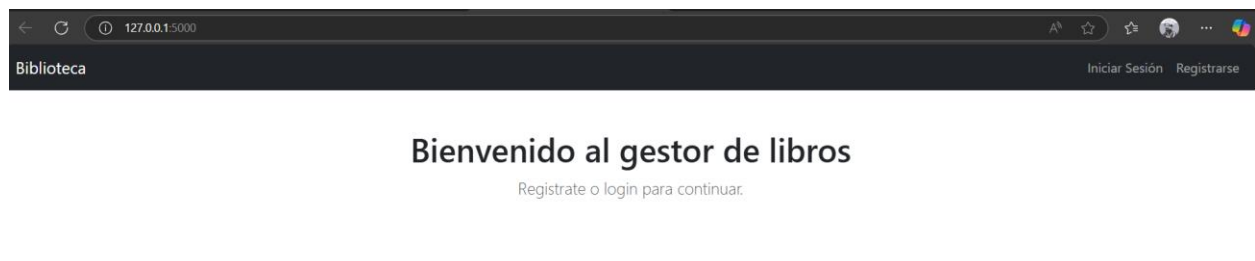 127.0.0.1:5000
Biblioteca
Iniciar Sesión Registrarse
Bienvenido al gestor de libros
Registrate o login para continuar.